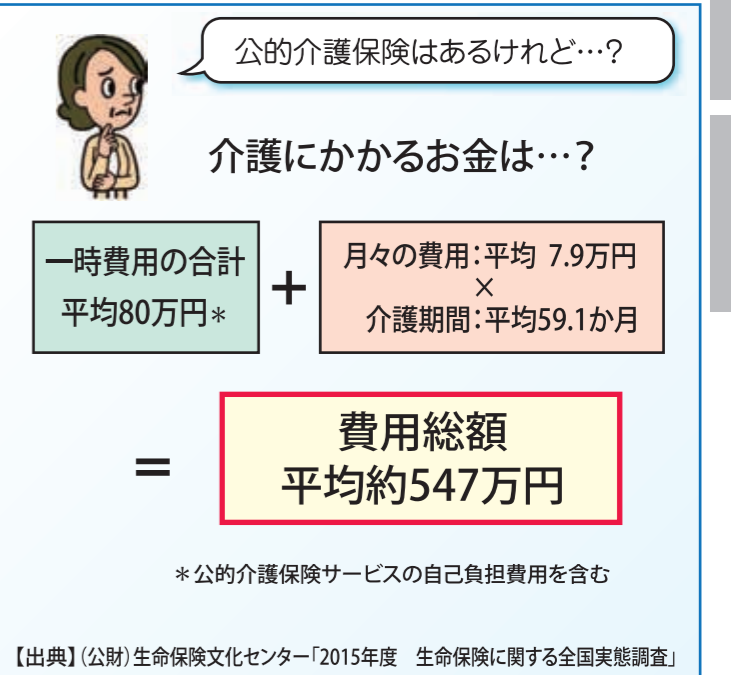 公的介護保険はあるけれど…?
介護にかかるお金は…?
一時費用の合計
平均80万円＊
+
月々の費用：平均 7.9万円
×
介護期間：平均59.1か月
=
費用総額
平均約547万円
＊公的介護保険サービスの自己負担費用を含む
【出典】（公財）生命保険文化センター「2015年度　生命保険に関する全国実態調査」